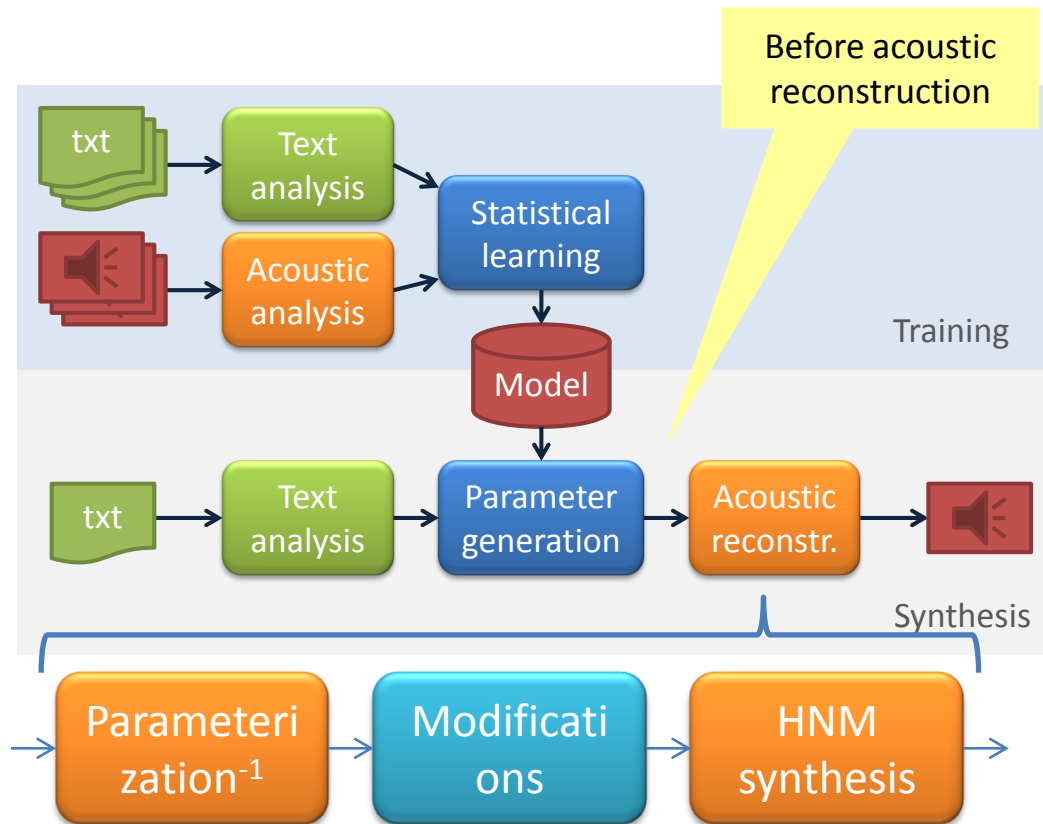 Before acoustic
reconstruction
txt
Text
analysis
Statistical
learning
Acoustic
analysis
Training
Model
txt
Text
analysis
Parameter
generation
Acoustic
reconstr.
Synthesis
Parameteri
zation⁻¹
Modificati
ons
HNM
synthesis